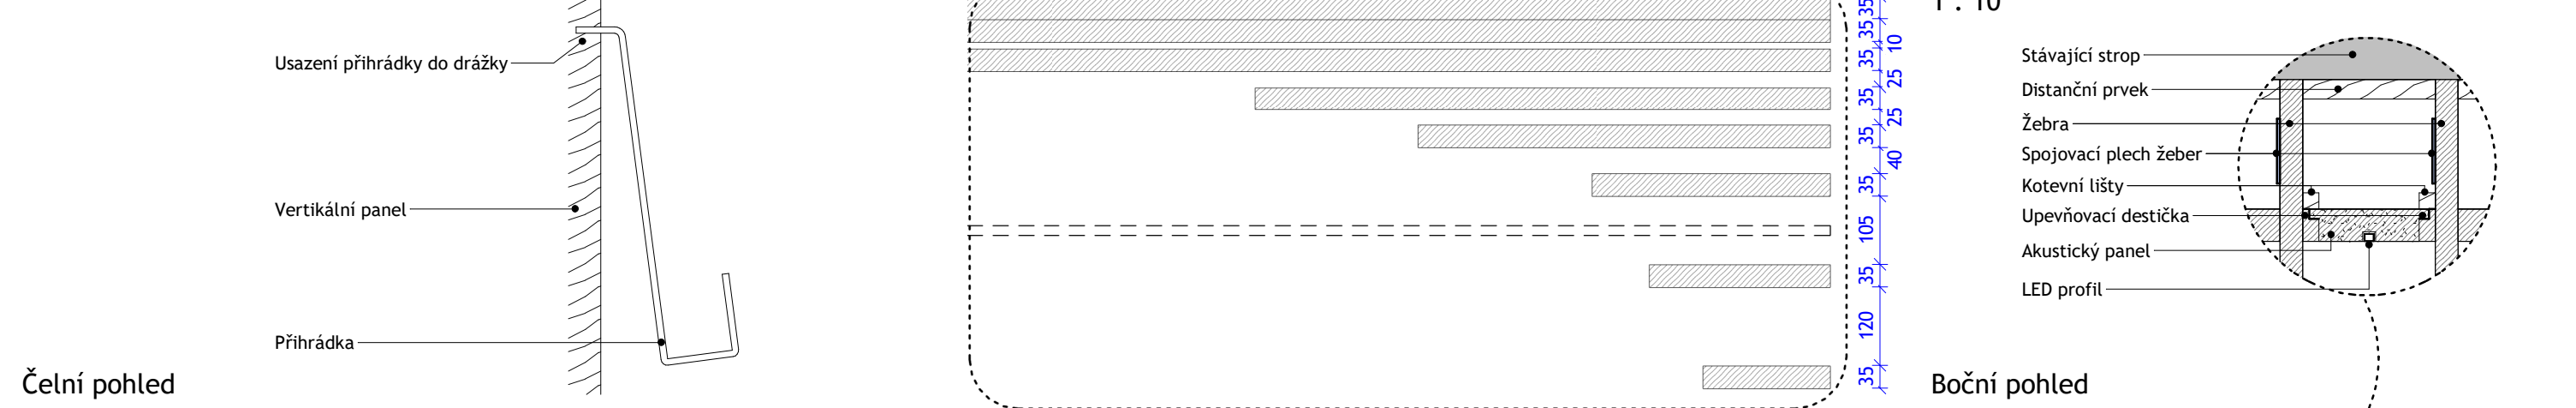 Usazení přihrádky do drážky
Vertikální panel
Přihrádka
Čelní pohled
35
35
10
35
25
35
25
35
40
35
105
35
120
35
1 : 10
Stávající strop
Distanční prvek
Žebra
Spojovací plech žeber
Kotevní lišty
Upevňovací destička
Akustický panel
LED profil
Boční pohled